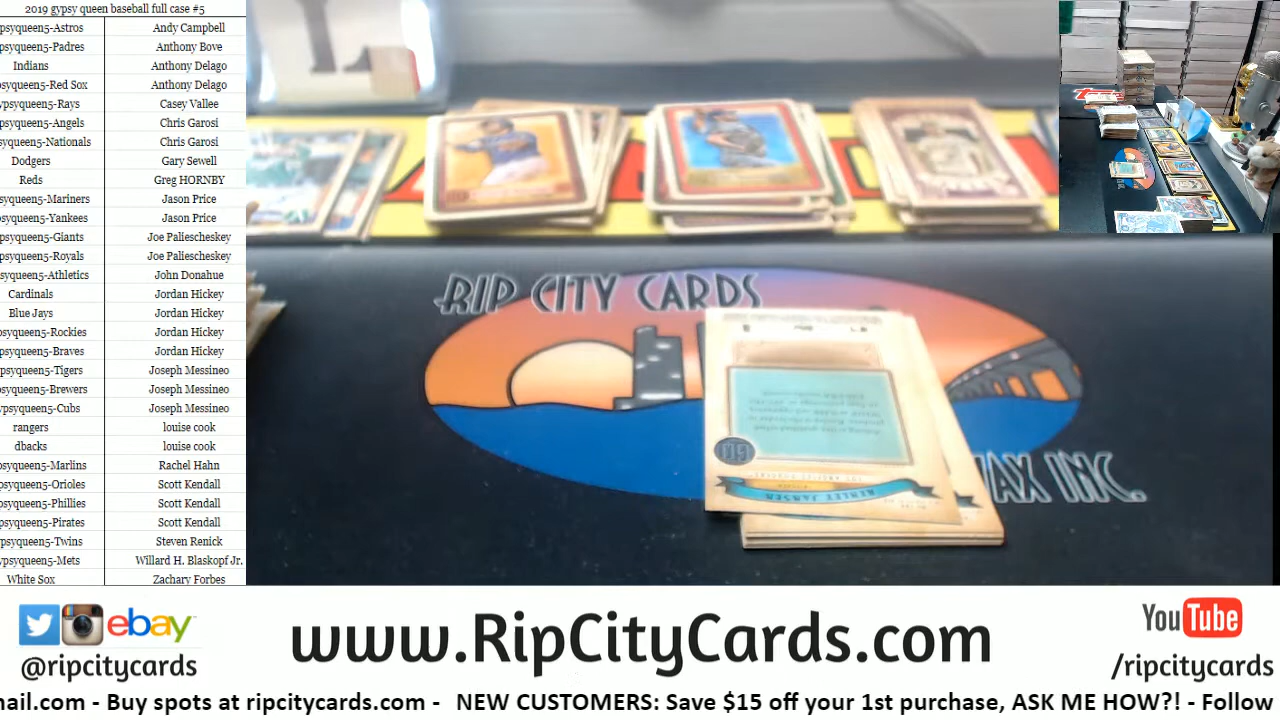 2019 gypsy queen baseball full case #5
psyqueen5-Astros Andy Campbell
psyqueen5-Padres Anthony Bove
Indians Anthony Delago
psyqueen5-Red Sox Anthony Delago
ypsyqueen5-Rays Casey Vallee
psyqueen5-Angels Chris Garosi
syqueen5-Nationals Chris Garosi
Dodgers Gary Sewell
Reds Greg HORNBY
psyqueen5-Mariners Jason Price
psyqueen5-Yankees Jason Price
psyqueen5-Giants Joe Paliescheskey
psyqueen5-Royals Joe Paliescheskey
syqueen5-Athletics John Donahue
Cardinals Jordan Hickey
Blue Jays Jordan Hickey
psyqueen5-Rockies Jordan Hickey
psyqueen5-Braves Jordan Hickey
psyqueen5-Tigers Joseph Messineo
psyqueen5-Brewers Joseph Messineo
ypsyqueen5-Cubs Joseph Messineo
rangers louise cook
dbacks louise cook
psyqueen5-Marlins Rachel Hahn
psyqueen5-Orioles Scott Kendall
psyqueen5-Phillies Scott Kendall
psyqueen5-Pirates Scott Kendall
psyqueen5-Twins Steven Renick
ypsyqueen5-Mets Willard H. Blaskopf Jr.
White Sox Zachary Forbes
RIP CITY CARDS
AX INC.
KENLEY JANSEN
ebay
@ripcitycards
www.RipCityCards.com
YouTube
/ripcitycards
mail.com - Buy spots at ripcitycards.com - NEW CUSTOMERS: Save $15 off your 1st purchase, ASK ME HOW?! - Follow